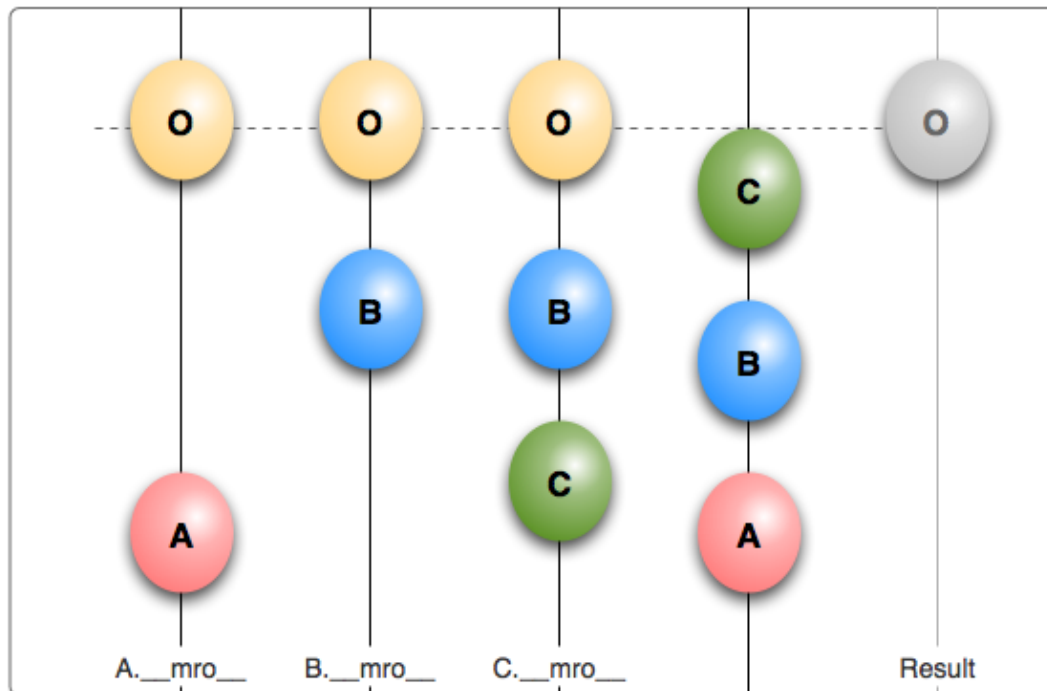 O O O O
C
B B B
C
A A
A.__mro__ B.__mro__ C.__mro__ Result